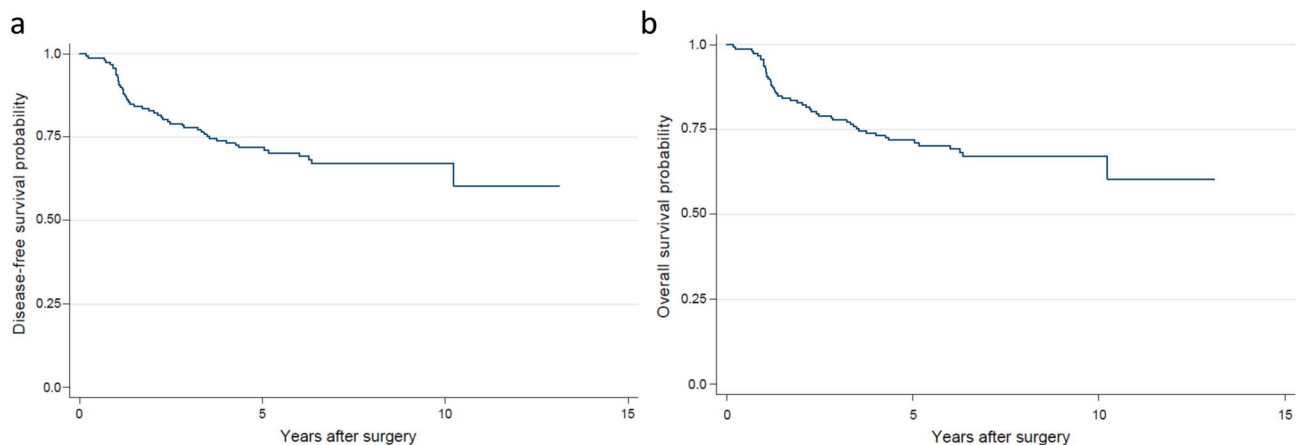 a
Disease-free survival probability
1.0
0.75
0.50
0.25
0.0
0 5 10 15
Years after surgery
b
Overall survival probability
1.0
0.75
0.50
0.25
0.0
0 5 10 15
Years after surgery